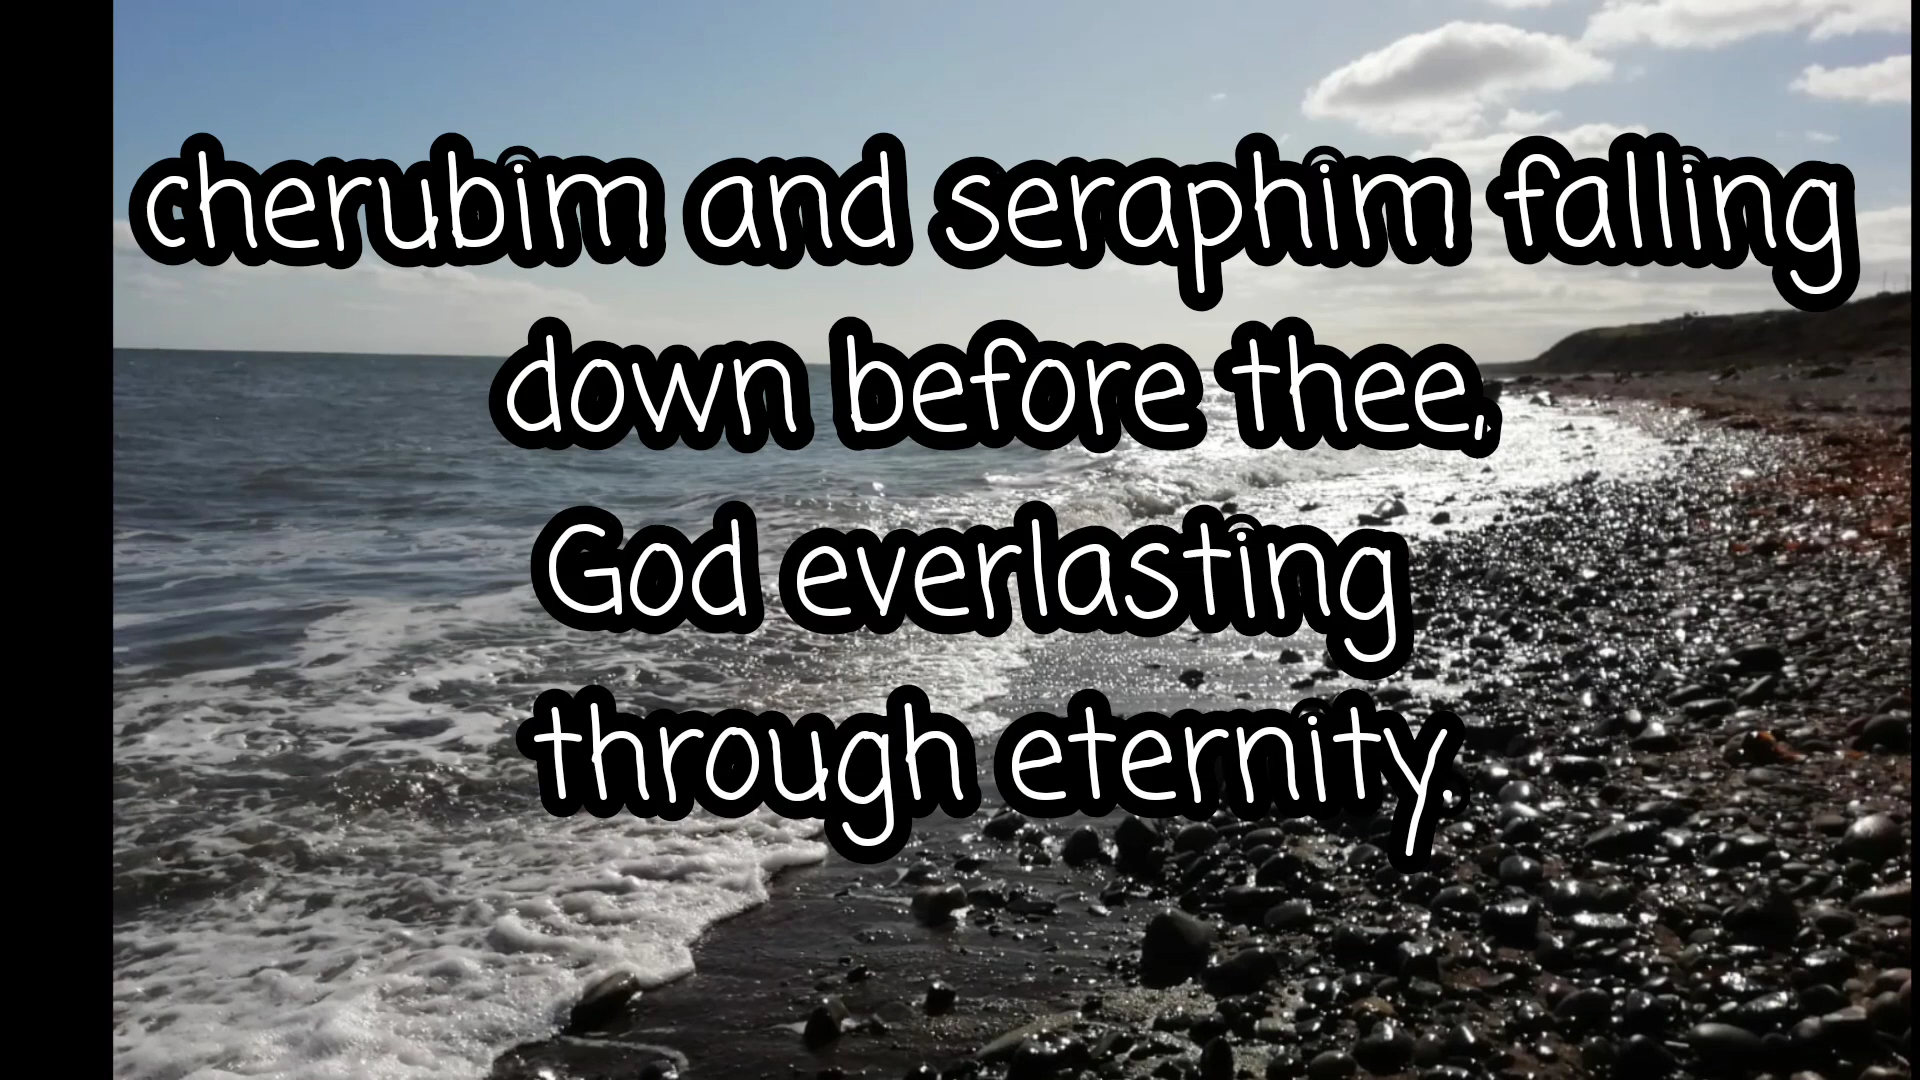 cherubim and seraphim falling
down before thee,
God everlasting
through eternity.